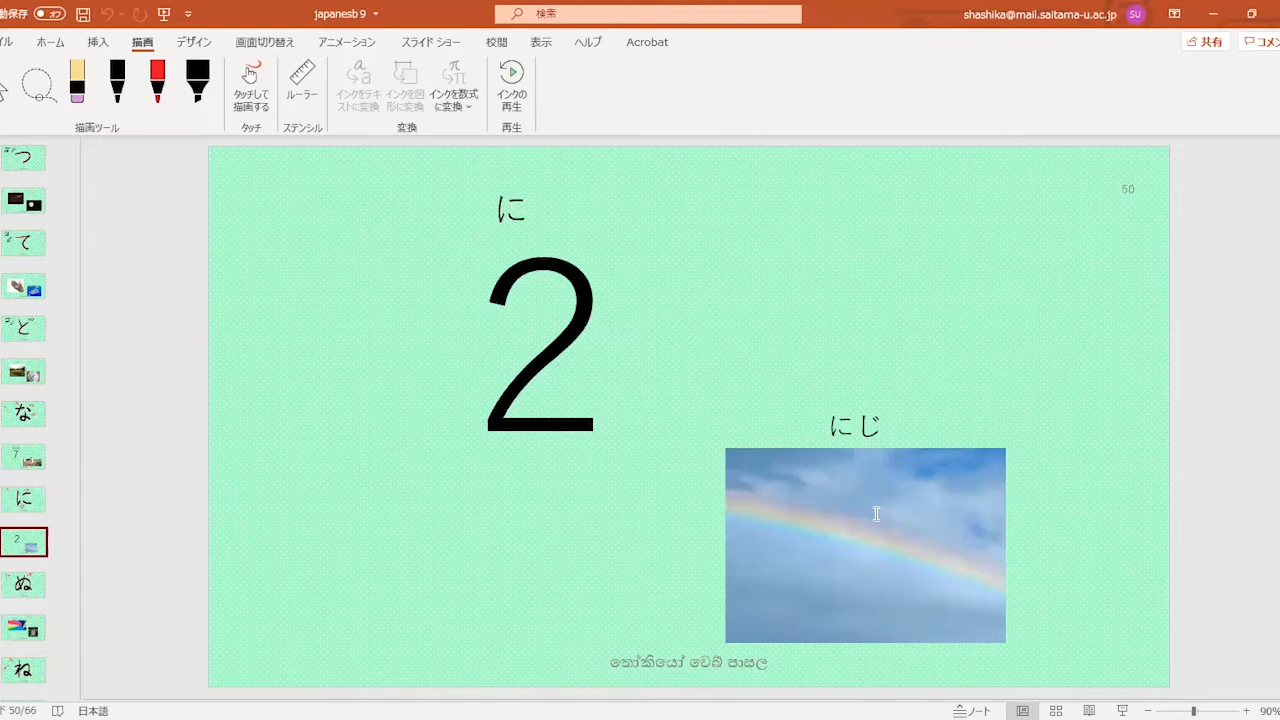 動保存 オフ
japanesb 9
検索
shashika@mail.saitama-u.ac.jp
SU
イル ホーム 挿入 描画 デザイン 画面切り替え アニメーション スライド ショー 校閲 表示 ヘルプ Acrobat
共有
コメン
タッチして
描画する
ルーラー
インクをテキ
ストに変換
インクを図
形に変換
インクを数式
に変換
インクの
再生
描画ツール
タッチ
ステンシル
変換
再生
つ
て
と
な
7
に
2
ぬ
ね
50
に
2
にじ
තෝකියෝ වෙබ් පාසල
50/66
日本語
ノート
90%